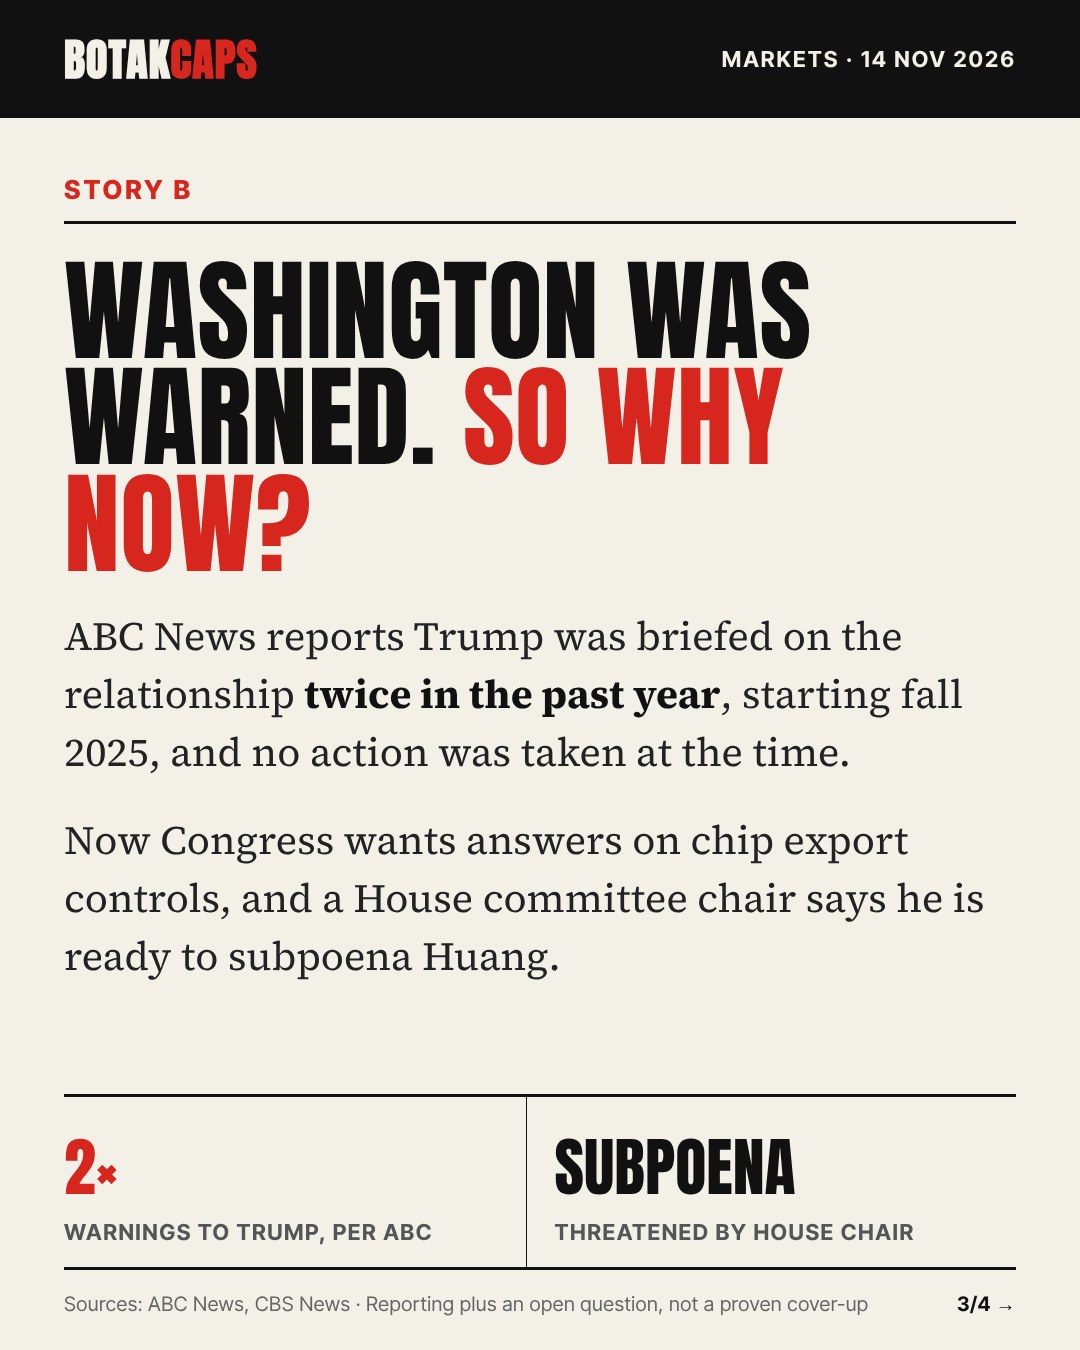 BOTAKCAPS
MARKETS · 14 NOV 2026
STORY B
WASHINGTON WAS
WARNED. SO WHY
NOW?
ABC News reports Trump was briefed on the
relationship twice in the past year, starting fall
2025, and no action was taken at the time.
Now Congress wants answers on chip export
controls, and a House committee chair says he is
ready to subpoena Huang.
2×
WARNINGS TO TRUMP, PER ABC
SUBPOENA
THREATENED BY HOUSE CHAIR
Sources: ABC News, CBS News · Reporting plus an open question, not a proven cover-up
3/4 →